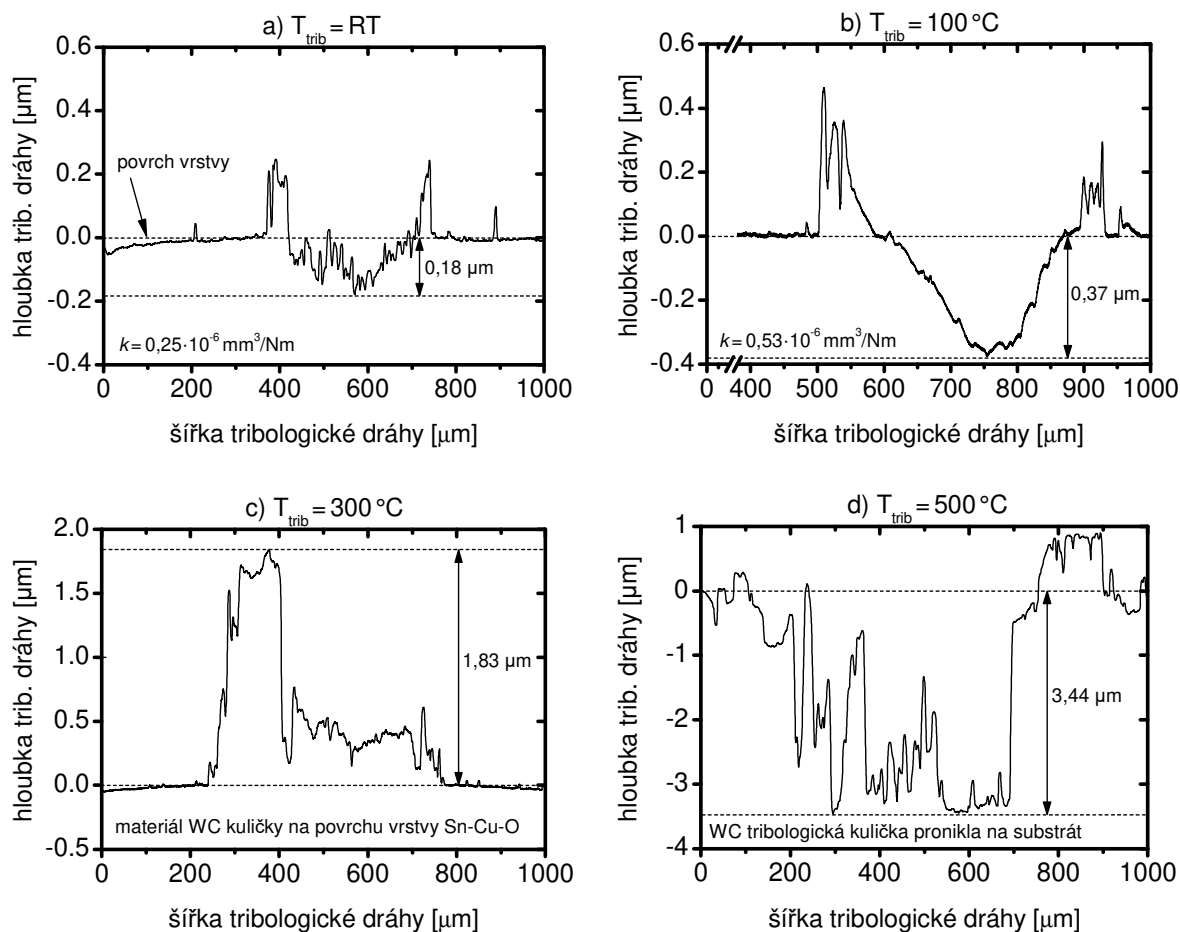 a) T_trib = RT
0.6
0.4
0.2
0.0
-0.2
-0.4
hloubka trib. dráhy [µm]
povrch vrstvy
0,18 µm
k = 0,25·10⁻⁶ mm³/Nm
0 200 400 600 800 1000
šířka tribologické dráhy [µm]
b) T_trib = 100 °C
0.6
0.4
0.2
0.0
-0.2
-0.4
hloubka trib. dráhy [µm]
0,37 µm
k = 0,53·10⁻⁶ mm³/Nm
0 400 500 600 700 800 900 1000
šířka tribologické dráhy [µm]
c) T_trib = 300 °C
2.0
1.5
1.0
0.5
0.0
-0.5
hloubka trib. dráhy [µm]
1,83 µm
materiál WC kuličky na povrchu vrstvy Sn-Cu-O
0 200 400 600 800 1000
šířka tribologické dráhy [µm]
d) T_trib = 500 °C
1
0
-1
-2
-3
-4
hloubka trib. dráhy [µm]
3,44 µm
WC tribologická kulička pronikla na substrát
0 200 400 600 800 1000
šířka tribologické dráhy [µm]